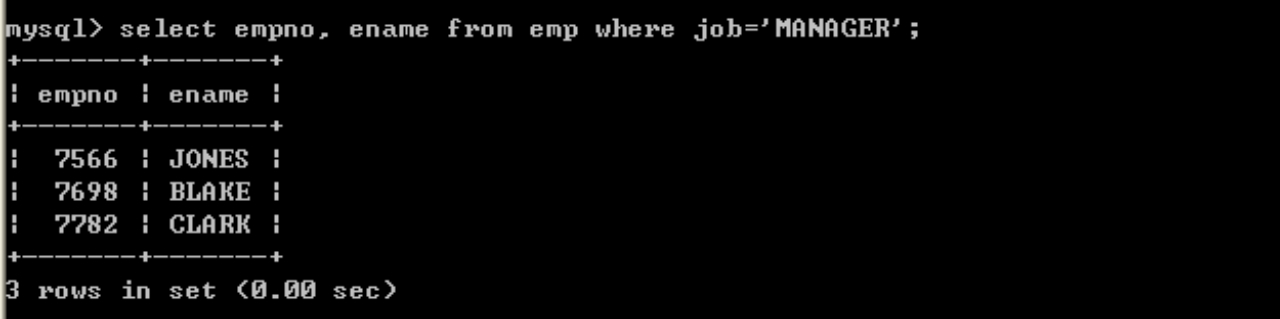 mysql> select empno, ename from emp where job='MANAGER';
+-------+-------+
| empno | ename |
+-------+-------+
|  7566 | JONES |
|  7698 | BLAKE |
|  7782 | CLARK |
+-------+-------+
3 rows in set (0.00 sec)